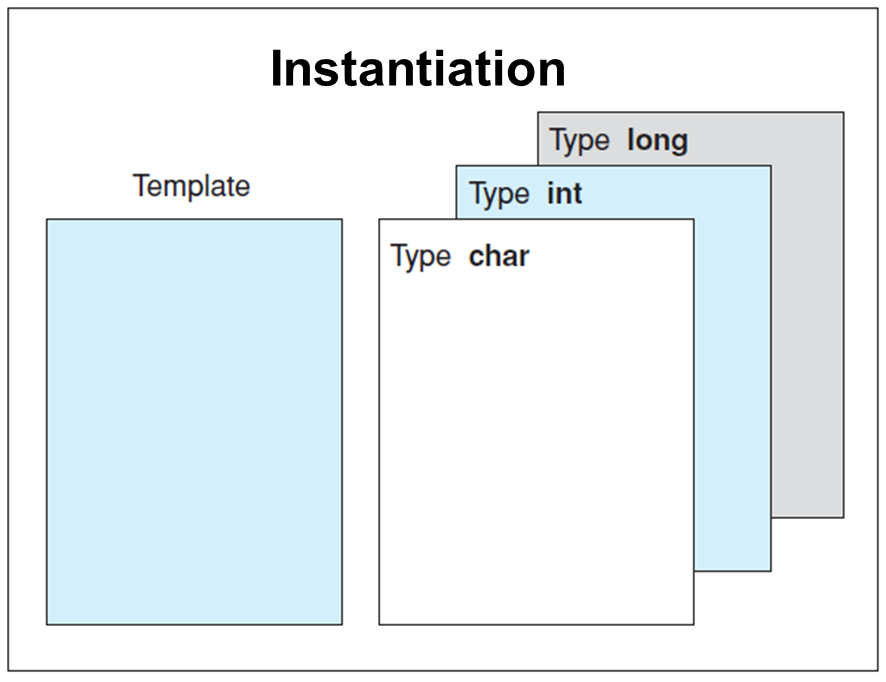 Instantiation
Template
Type long
Type int
Type char